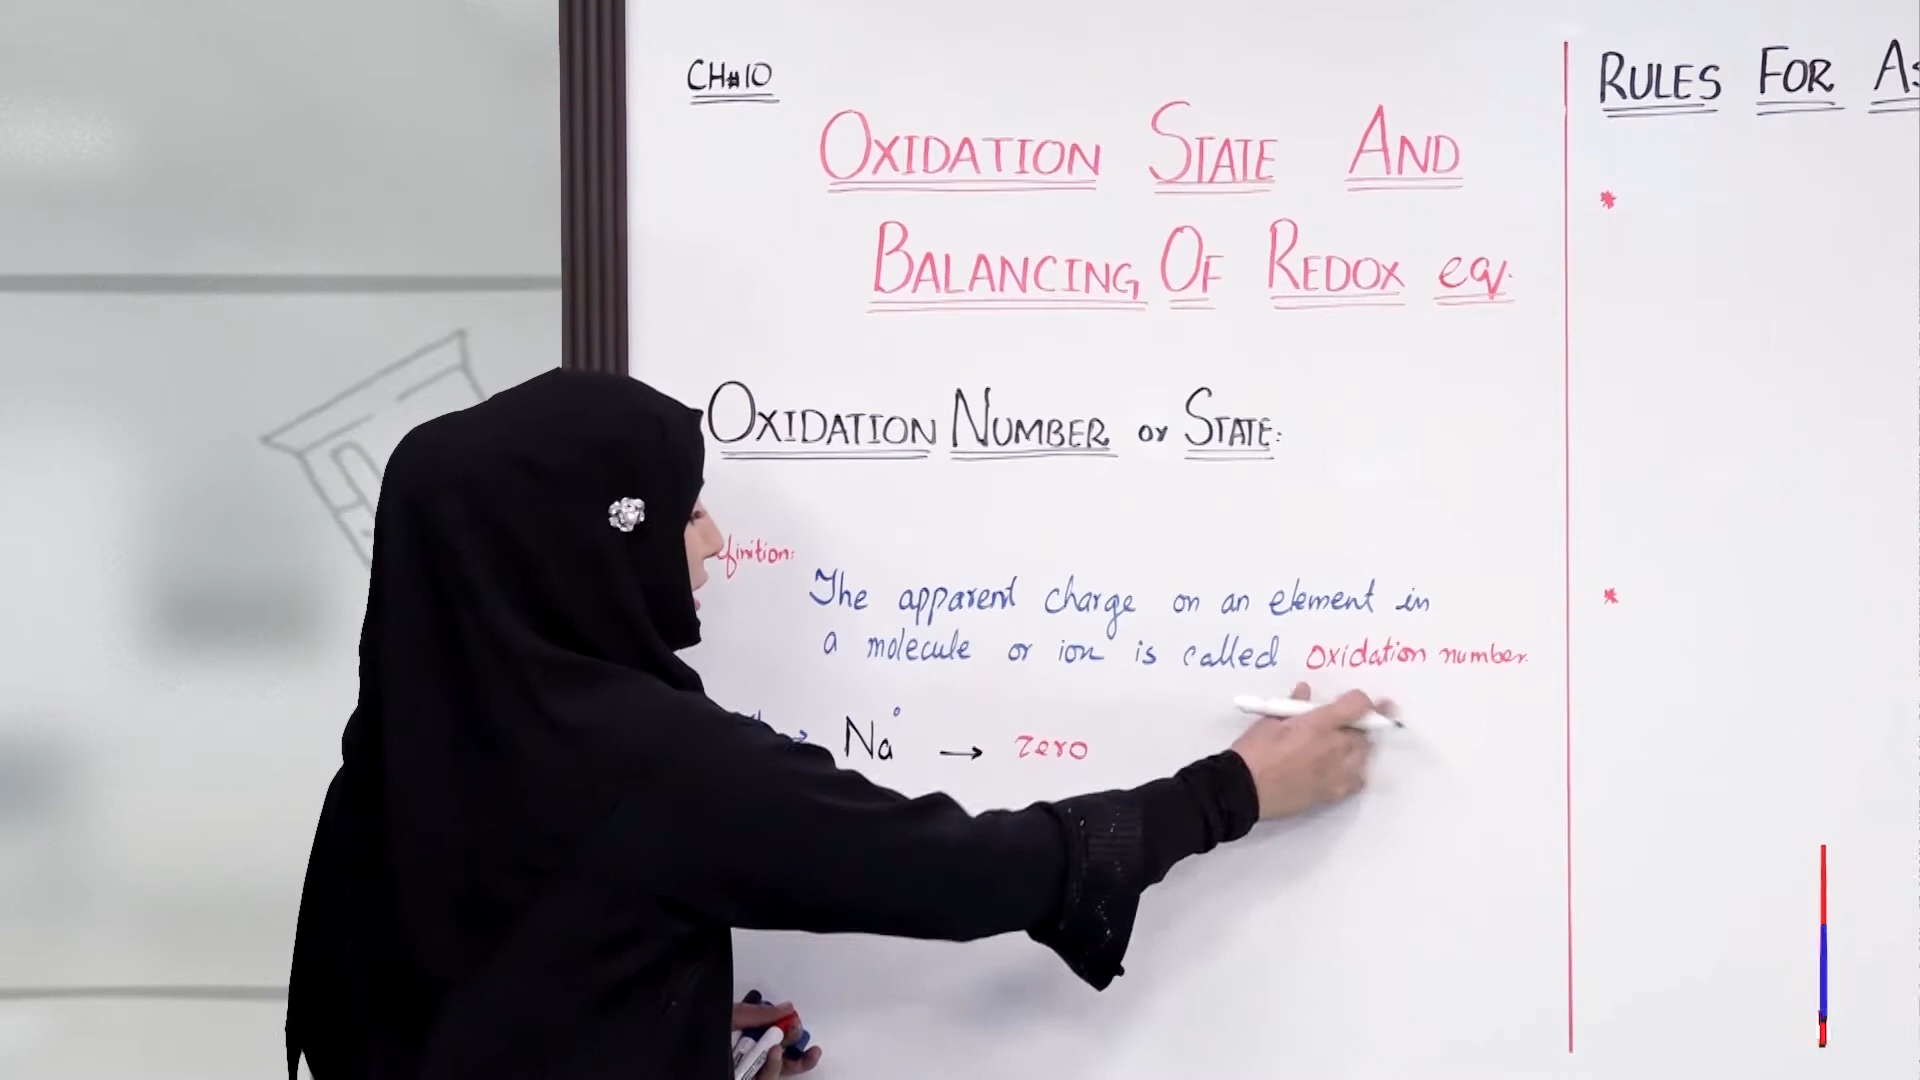 CH#10
OXIDATION STATE AND
BALANCING OF REDOX eq.
OXIDATION NUMBER or STATE:
finition:
The apparent charge on an element in
a molecule or ion is called oxidation number.
Na° → zero
RULES FOR As
*
*